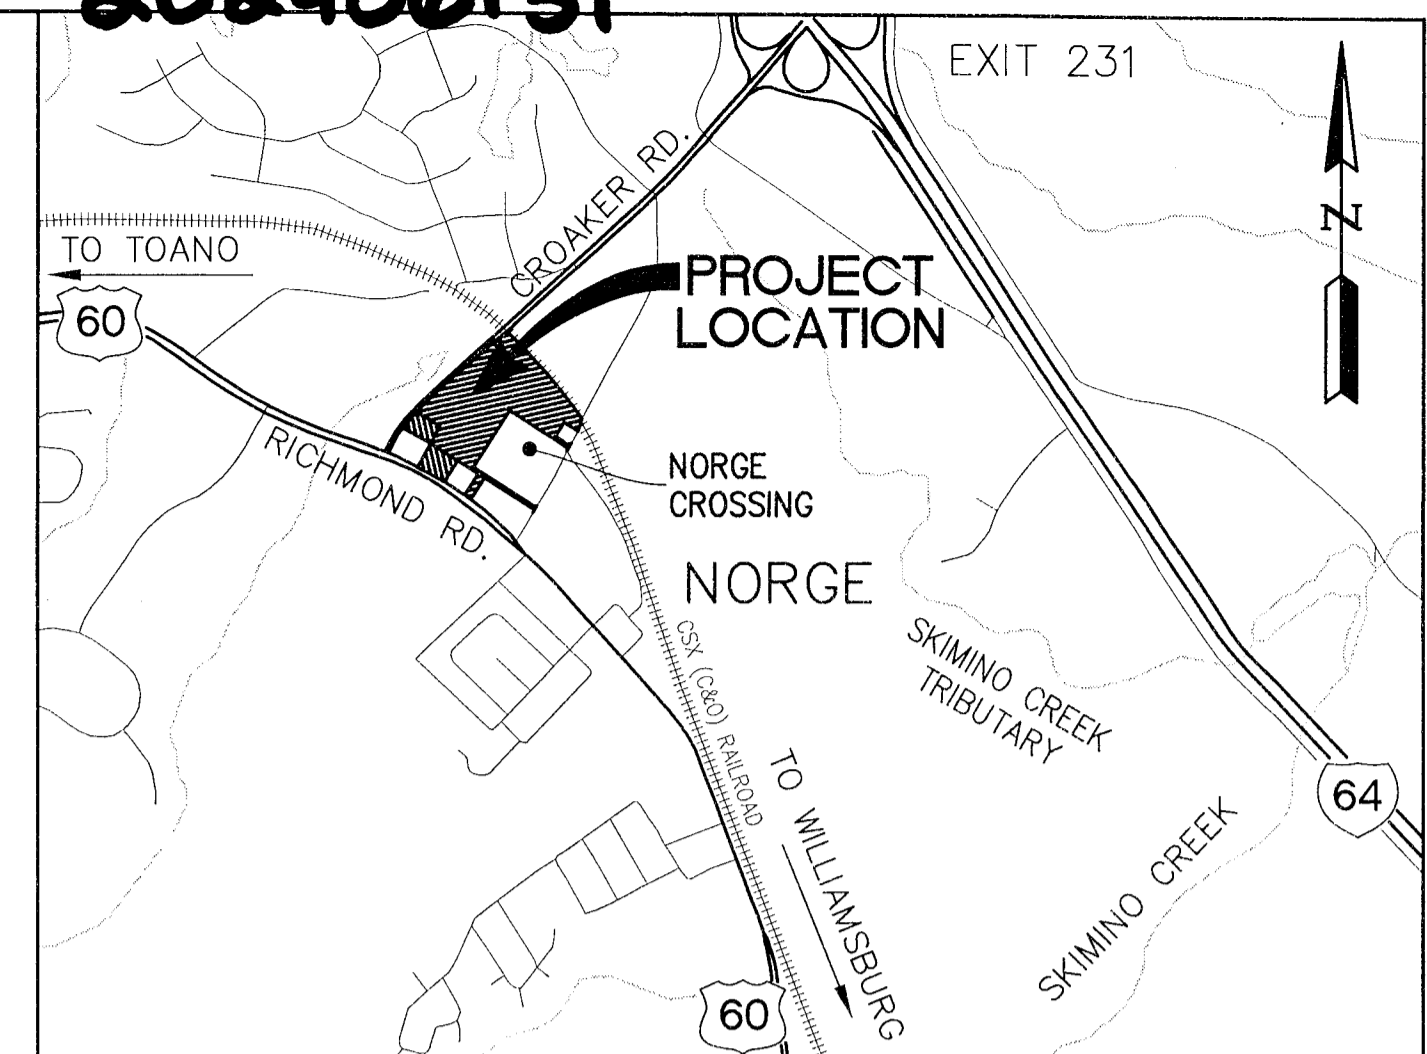 EXIT 231
N
CROAKER RD.
TO TOANO
60
PROJECT
LOCATION
RICHMOND RD.
NORGE
CROSSING
NORGE
CSX (C&O) RAILROAD
SKIMINO CREEK
TRIBUTARY
TO WILLIAMSBURG
64
SKIMINO CREEK
60